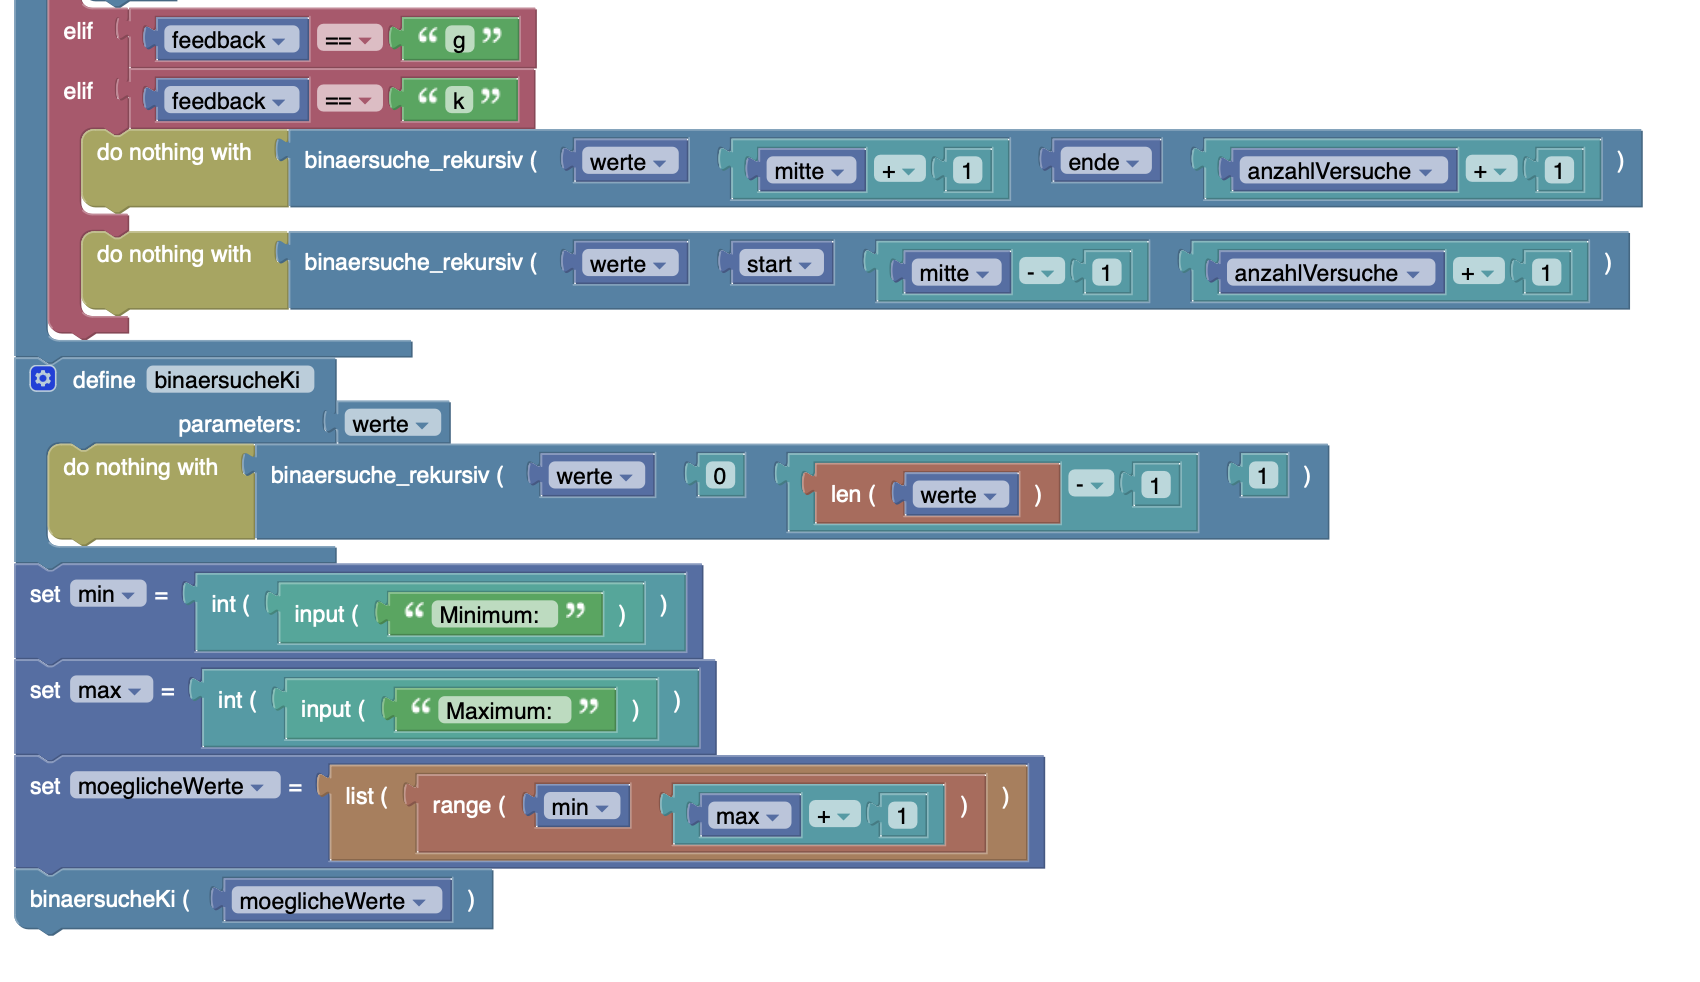 elif feedback == “ g ”
elif feedback == “ k ”
do nothing with binaersuche_rekursiv ( werte mitte + 1 ende anzahlVersuche + 1 )
do nothing with binaersuche_rekursiv ( werte start mitte - 1 anzahlVersuche + 1 )
define binaersucheKi
parameters: werte
do nothing with binaersuche_rekursiv ( werte 0 len ( werte ) - 1 1 )
set min = int ( input ( “ Minimum: ” ) )
set max = int ( input ( “ Maximum: ” ) )
set moeglicheWerte = list ( range ( min max + 1 ) )
binaersucheKi ( moeglicheWerte )